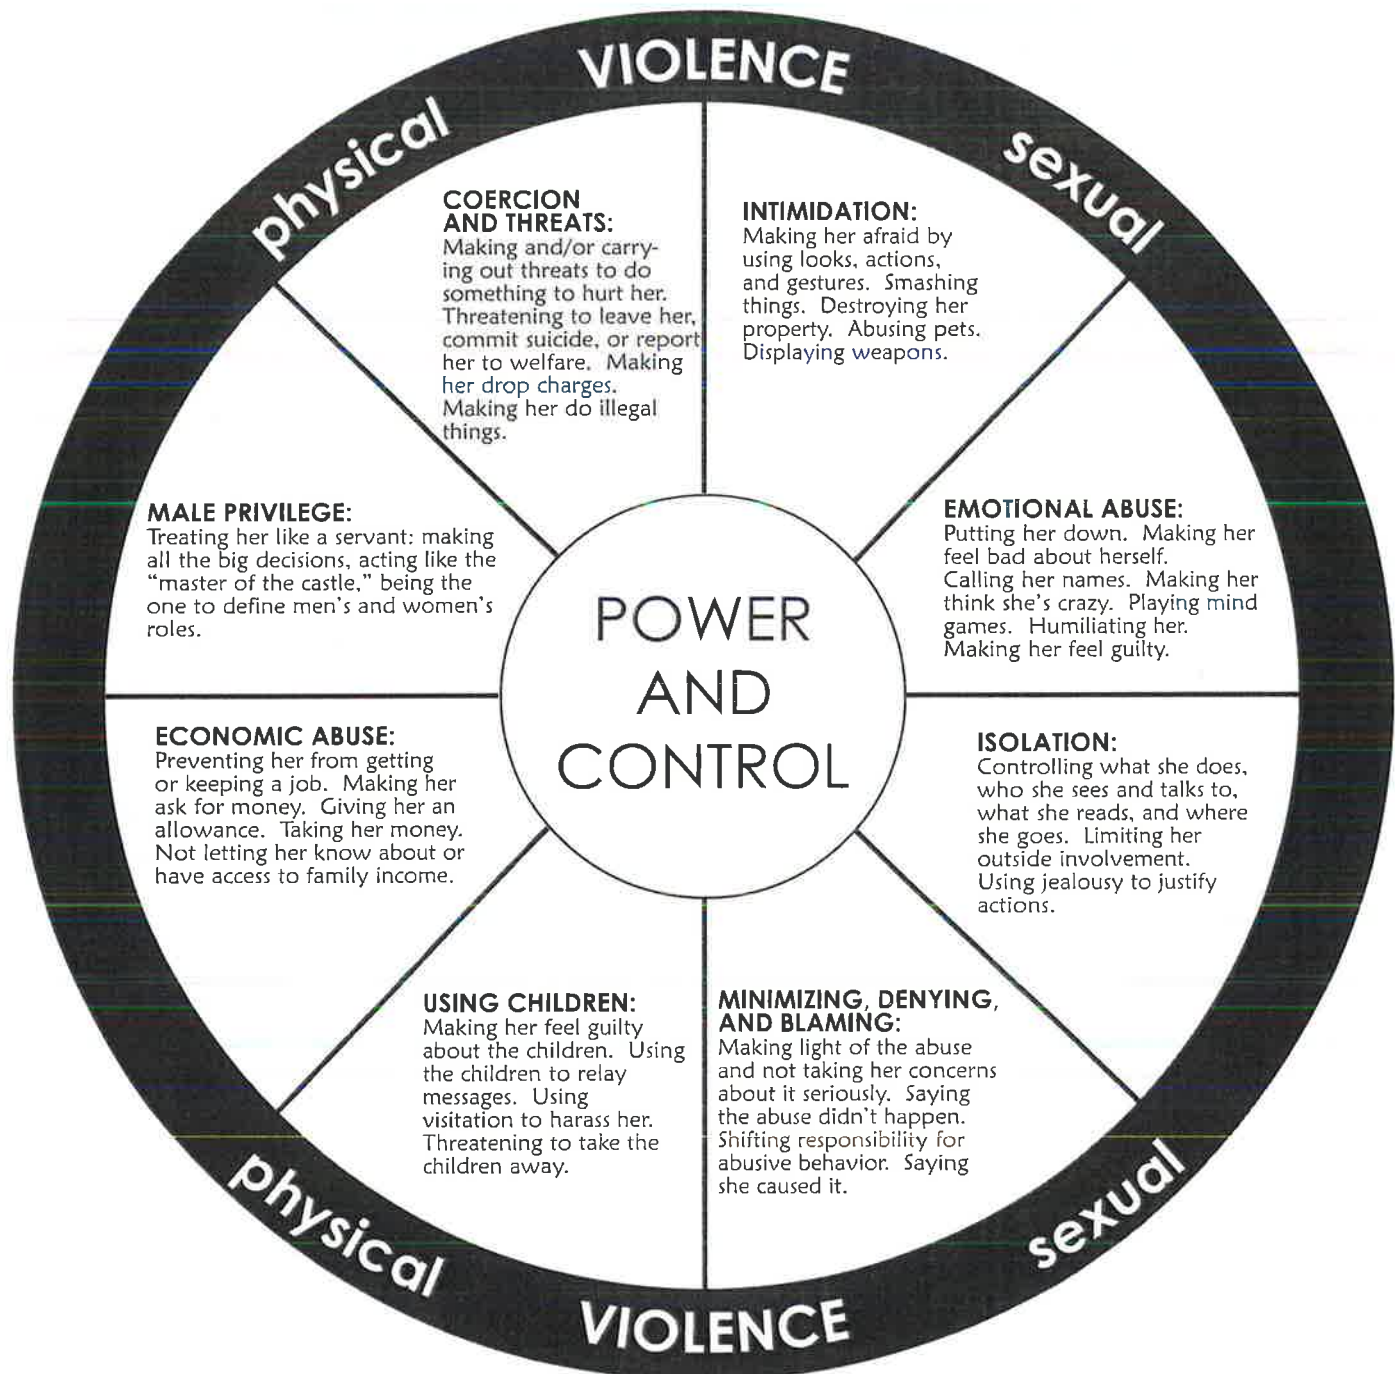 VIOLENCE
physical
sexual
COERCION
AND THREATS:
Making and/or carry-
ing out threats to do
something to hurt her.
Threatening to leave her,
commit suicide, or report
her to welfare. Making
her drop charges.
Making her do illegal
things.
INTIMIDATION:
Making her afraid by
using looks, actions,
and gestures. Smashing
things. Destroying her
property. Abusing pets.
Displaying weapons.
MALE PRIVILEGE:
Treating her like a servant: making
all the big decisions, acting like the
“master of the castle,” being the
one to define men's and women's
roles.
EMOTIONAL ABUSE:
Putting her down. Making her
feel bad about herself.
Calling her names. Making her
think she's crazy. Playing mind
games. Humiliating her.
Making her feel guilty.
POWER
AND
CONTROL
ECONOMIC ABUSE:
Preventing her from getting
or keeping a job. Making her
ask for money. Giving her an
allowance. Taking her money.
Not letting her know about or
have access to family income.
ISOLATION:
Controlling what she does,
who she sees and talks to,
what she reads, and where
she goes. Limiting her
outside involvement.
Using jealousy to justify
actions.
USING CHILDREN:
Making her feel guilty
about the children. Using
the children to relay
messages. Using
visitation to harass her.
Threatening to take the
children away.
MINIMIZING, DENYING,
AND BLAMING:
Making light of the abuse
and not taking her concerns
about it seriously. Saying
the abuse didn't happen.
Shifting responsibility for
abusive behavior. Saying
she caused it.
physical
sexual
VIOLENCE